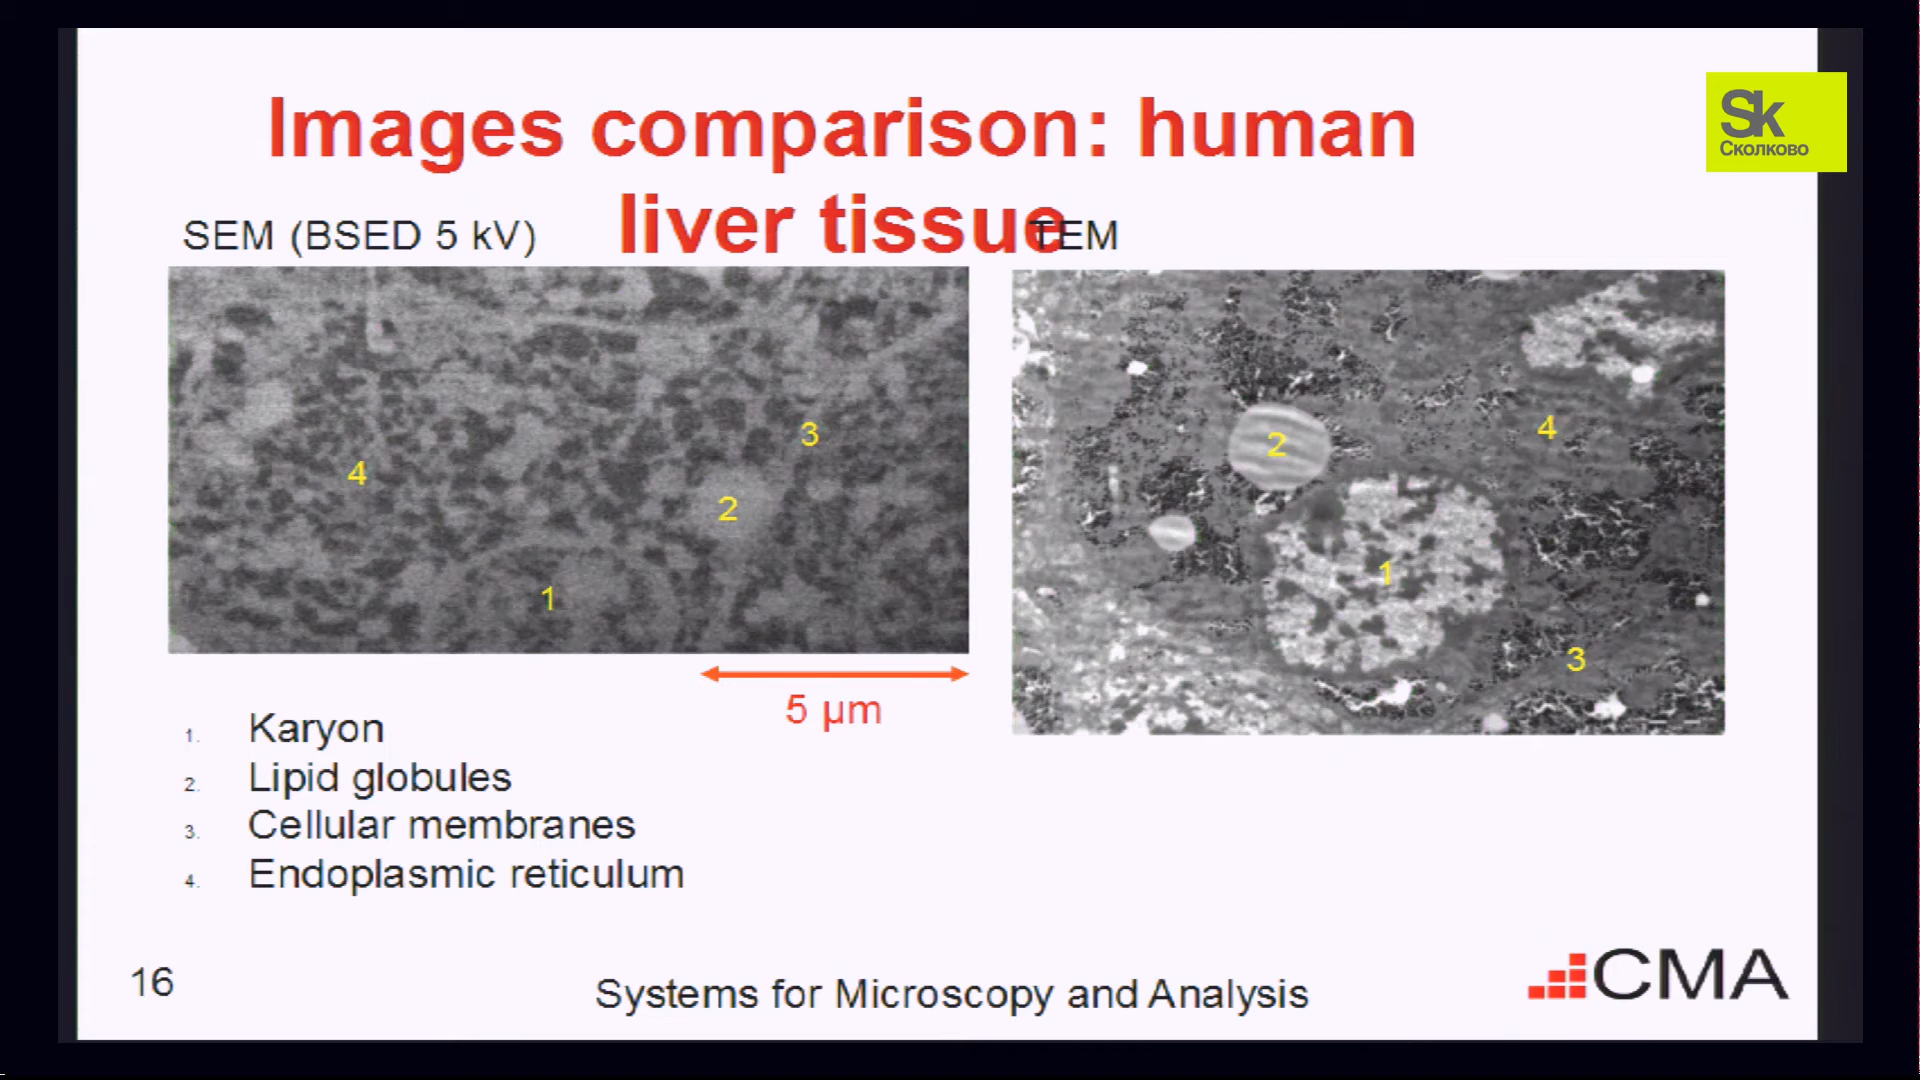 Images comparison: human
liver tissue
Sk
Сколково
SEM (BSED 5 kV)
TEM
4
3
2
1
2
4
1
3
5 µm
1. Karyon
2. Lipid globules
3. Cellular membranes
4. Endoplasmic reticulum
16
Systems for Microscopy and Analysis
CMA